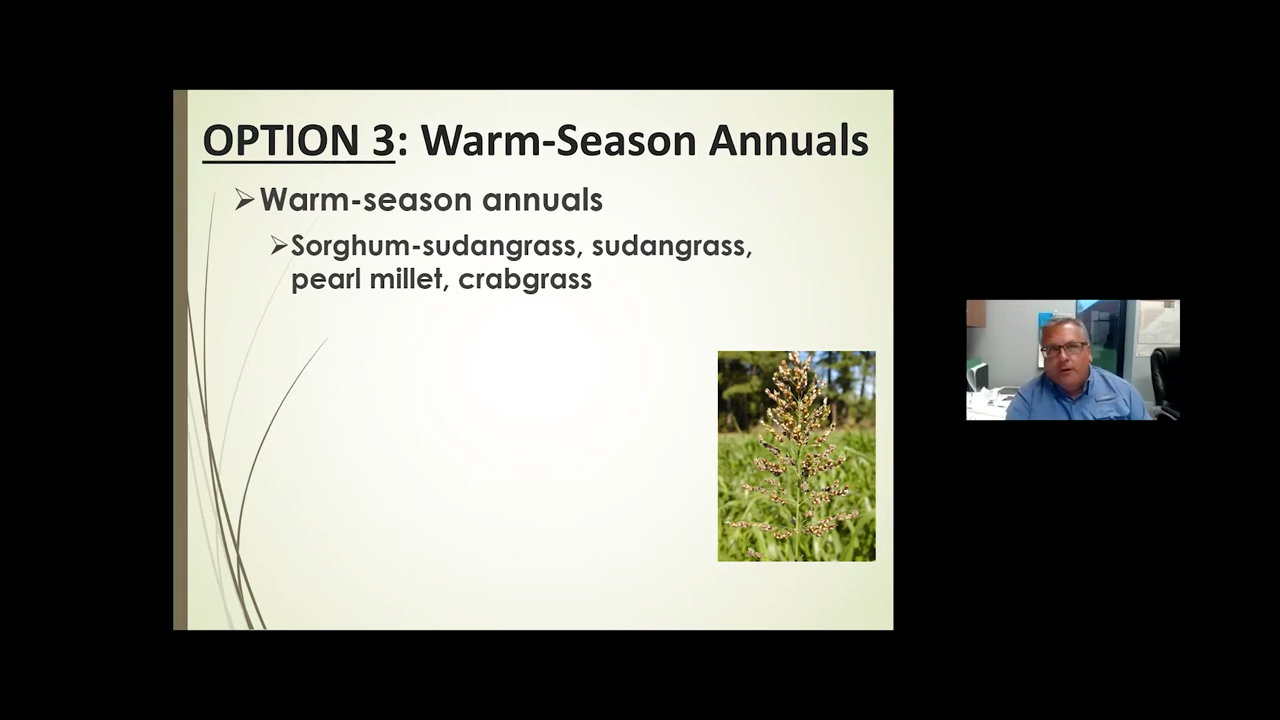 OPTION 3: Warm-Season Annuals
➢Warm-season annuals
➢Sorghum-sudangrass, sudangrass,
pearl millet, crabgrass